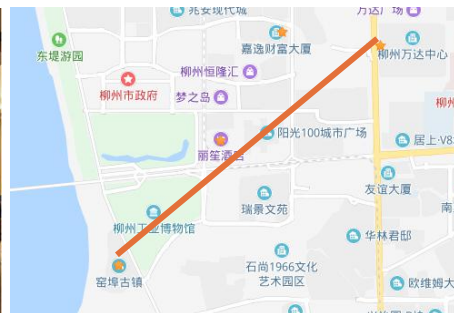 兆安现代城
万达广场
东堤游园
嘉逸财富大厦
柳州万达中心
柳州恒隆汇
柳州市政府
梦之岛
柳州
阳光100城市广场
居上·V8
丽笙酒店
友谊大厦
瑞景文苑
南
柳州工业博物馆
华林君邸
石尚1966文化
艺术园区
窑埠古镇
欧维姆大